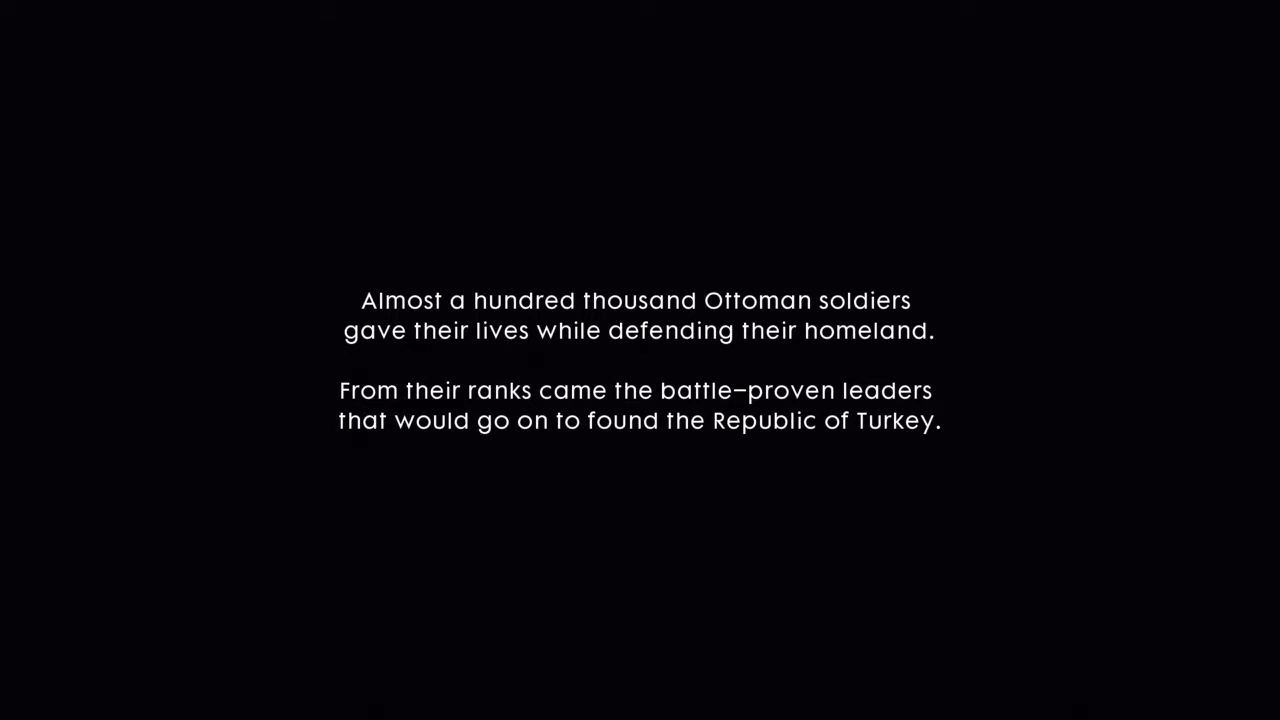 Almost a hundred thousand Ottoman soldiers
gave their lives while defending their homeland.
From their ranks came the battle–proven leaders
that would go on to found the Republic of Turkey.